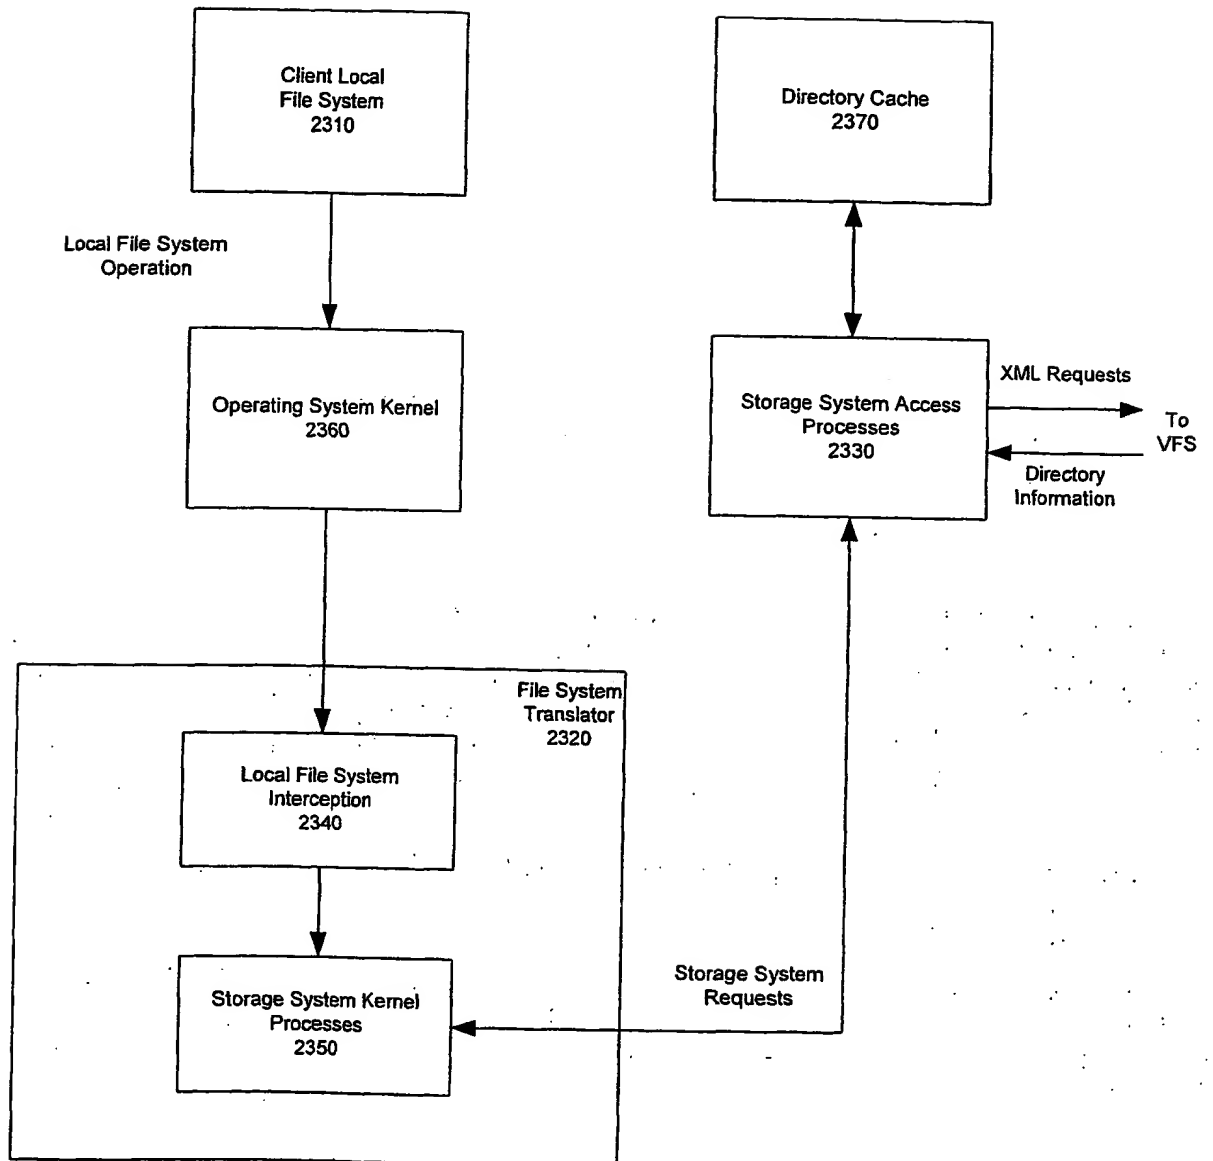 Client Local
File System
2310
Directory Cache
2370
Local File System
Operation
Operating System Kernel
2360
Storage System Access
Processes
2330
XML Requests
To
VFS
Directory
Information
File System
Translator
2320
Local File System
Interception
2340
Storage System Kernel
Processes
2350
Storage System
Requests